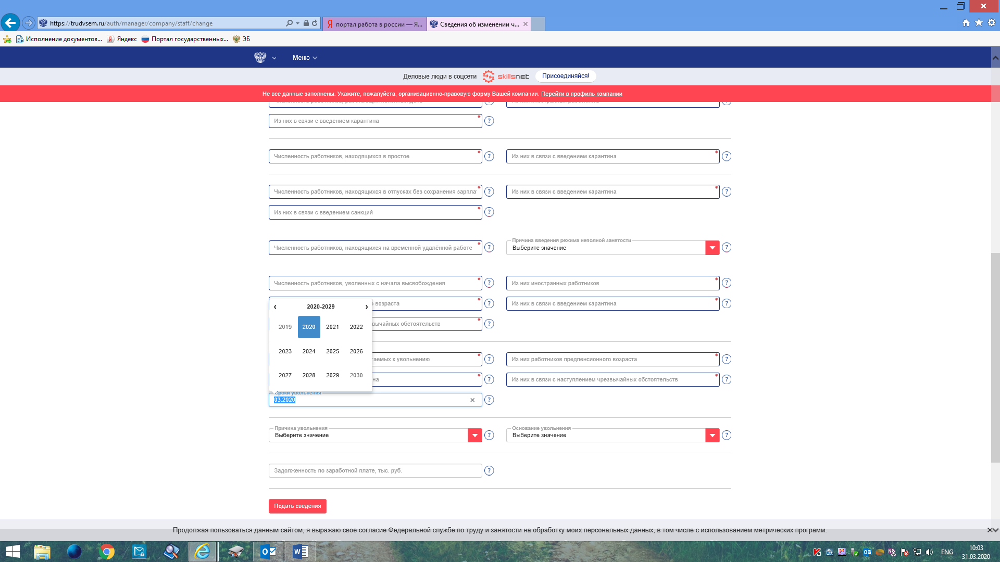 https://trudvsem.ru/auth/manager/company/staff/change
портал работа в россии — Я...
Сведения об изменении ч...
Исполнение документов...
Яндекс
Портал государственных...
ЭБ
Меню
Деловые люди в соцсети
skillsnet
Присоединяйся!
Не все данные заполнены. Укажите, пожалуйста, организационно-правовую форму Вашей компании. Перейти в профиль компании
Из них в связи с введением карантина
Численность работников, находящихся в простое
Из них в связи с введением карантина
Численность работников, находящихся в отпусках без сохранения зарпла
Из них в связи с введением карантина
Из них в связи с введением санкций
Численность работников, находящихся на временной удалённой работе
Причина введения режима неполной занятости
Выберите значение
Численность работников, уволенных с начала высвобождения
Из них иностранных работников
возраста
Из них в связи с введением карантина
звычайных обстоятельств
2020-2029
2019 2020 2021 2022
2023 2024 2025 2026
2027 2028 2029 2030
гаемых к увольнению
Из них работников предпенсионного возраста
на
Из них в связи с наступлением чрезвычайных обстоятельств
Сроки увольнения
03.2020
Причина увольнения
Выберите значение
Основание увольнения
Выберите значение
Задолженность по заработной плате, тыс. руб.
Подать сведения
Продолжая пользоваться данным сайтом, я выражаю свое согласие Федеральной службе по труду и занятости на обработку моих персональных данных, в том числе с использованием метрических программ.
ENG
10:03
31.03.2020